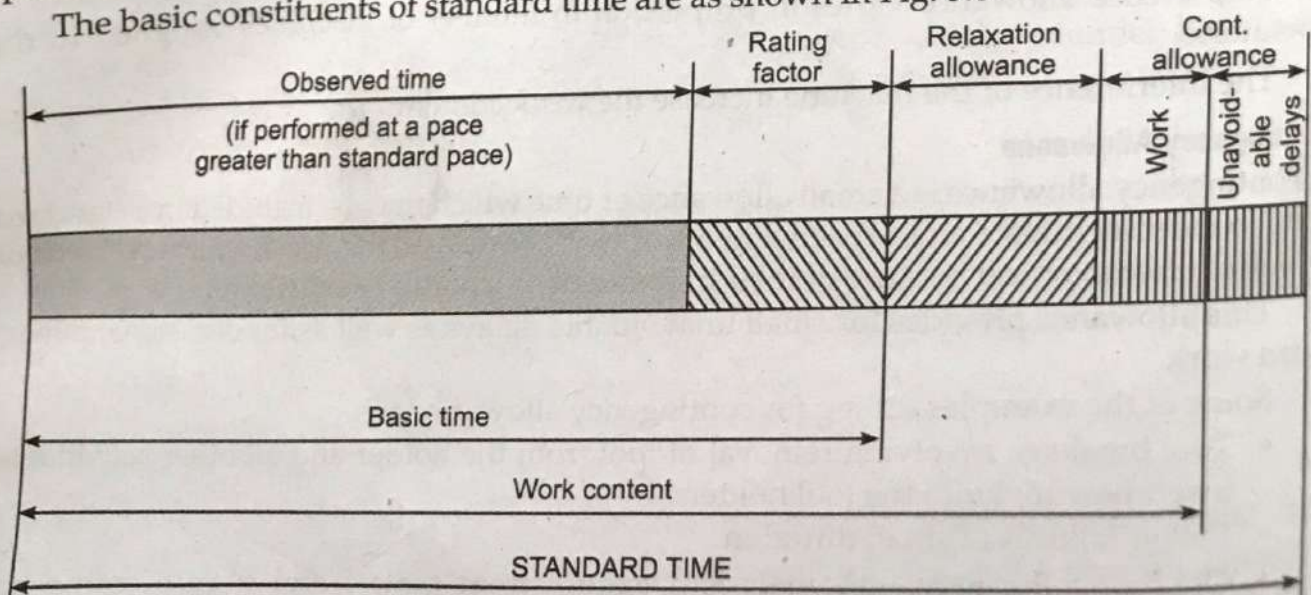 The basic constituents of standard time are as shown in Fig.
Observed time
(if performed at a pace
greater than standard pace)
Rating
factor
Relaxation
allowance
Cont.
allowance
Work
Unavoid-
able
delays
Basic time
Work content
STANDARD TIME